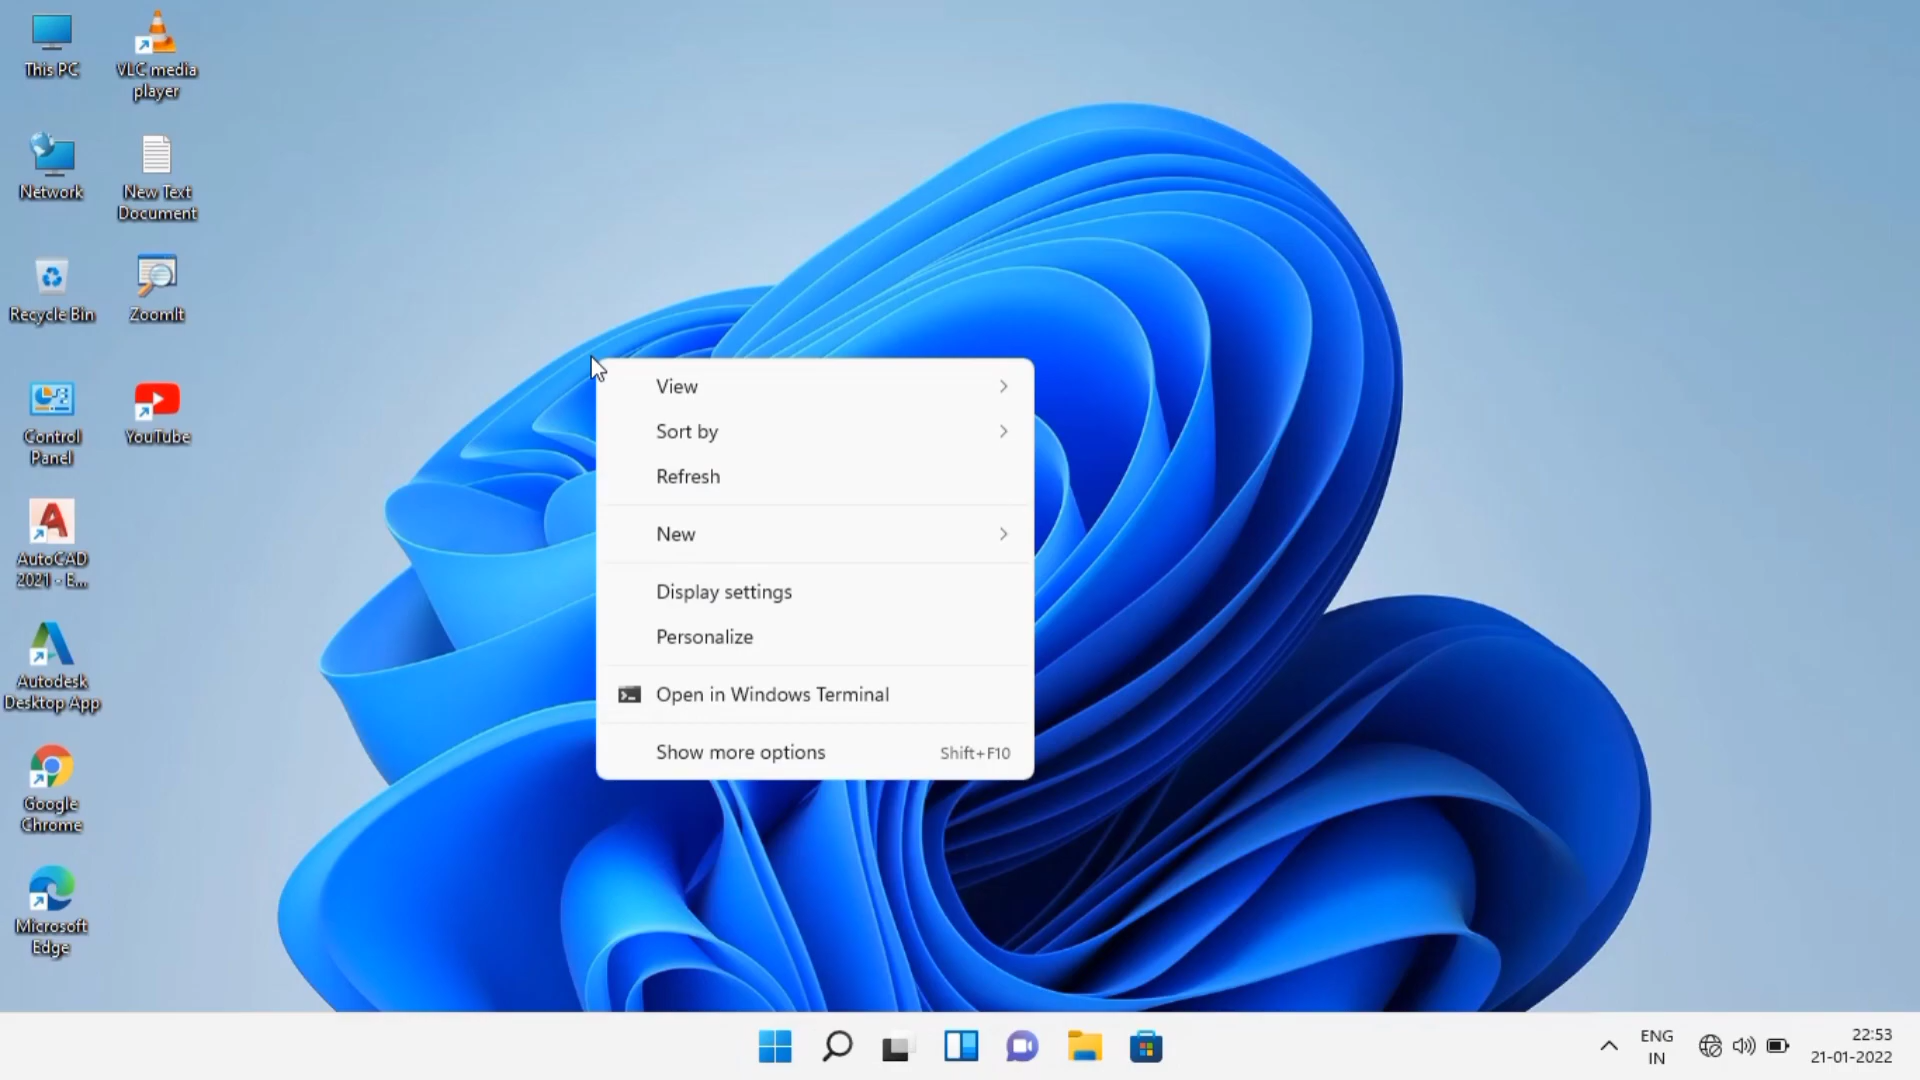 This PC
VLC media
player
Network
New Text
Document
Recycle Bin
ZoomIt
Control
Panel
YouTube
AutoCAD
2021 - E...
Autodesk
Desktop App
Google
Chrome
Microsoft
Edge
View
Sort by
Refresh
New
Display settings
Personalize
Open in Windows Terminal
Show more options Shift+F10
ENG
IN
22:53
21-01-2022